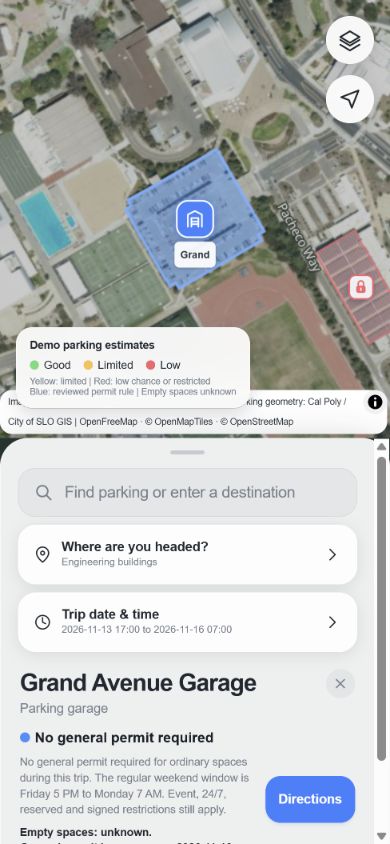 Pacheco Way
Grand
Demo parking estimates
Good
Limited
Low
Yellow: limited | Red: low chance or restricted
Blue: reviewed permit rule | Empty spaces unknown
geometry: Cal Poly /
City of SLO GIS | OpenFreeMap · © OpenMapTiles · © OpenStreetMap
Find parking or enter a destination
Where are you headed?
Engineering buildings
Trip date & time
2026-11-13 17:00 to 2026-11-16 07:00
Grand Avenue Garage
Parking garage
No general permit required
No general permit required for ordinary spaces
during this trip. The regular weekend window is
Friday 5 PM to Monday 7 AM. Event, 24/7,
reserved and signed restrictions still apply.
Directions
Empty spaces: unknown.